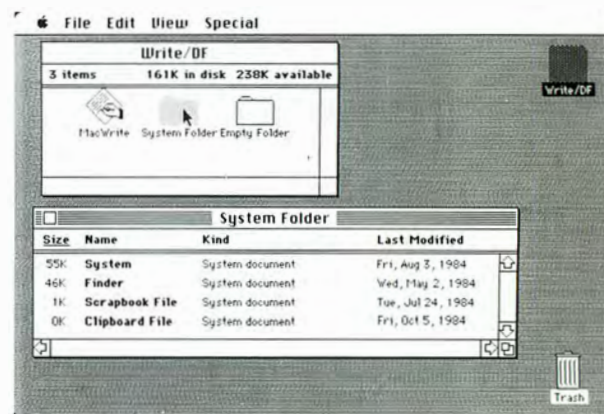 File Edit View Special
Write/DF
3 items 161K in disk 238K available
MacWrite System Folder Empty Folder
Write/DF
System Folder
Size Name Kind Last Modified
55K System System document Fri, Aug 3, 1984
46K Finder System document Wed, May 2, 1984
1K Scrapbook File System document Tue, Jul 24, 1984
0K Clipboard File System document Fri, Oct 5, 1984
Trash